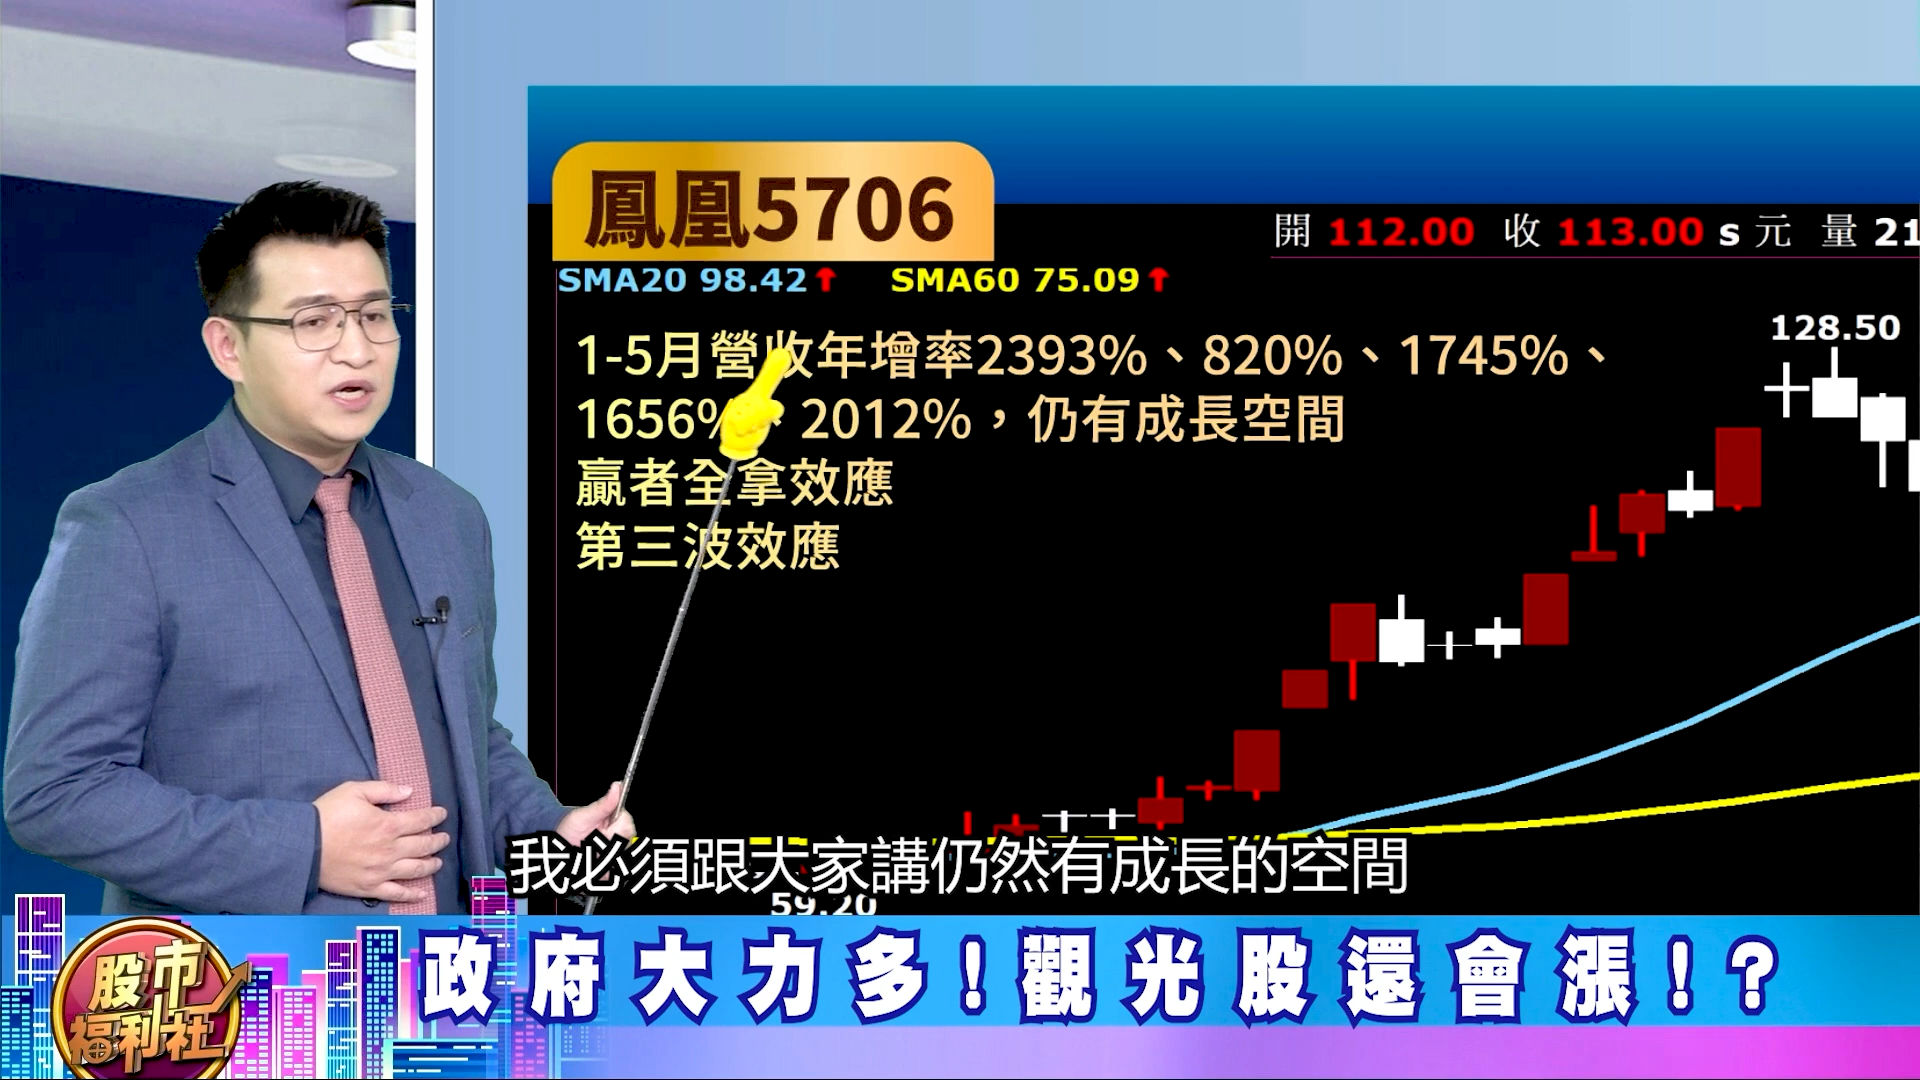 鳳凰5706
開 112.00 收 113.00 s 元 量 21
SMA20 98.42↑ SMA60 75.09↑
128.50
1-5月營收年增率2393%、820%、1745%、
1656%、2012%，仍有成長空間
贏者全拿效應
第三波效應
我必須跟大家講仍然有成長的空間
59.20
政府大力多!觀光股還會漲!?
股市
福利社